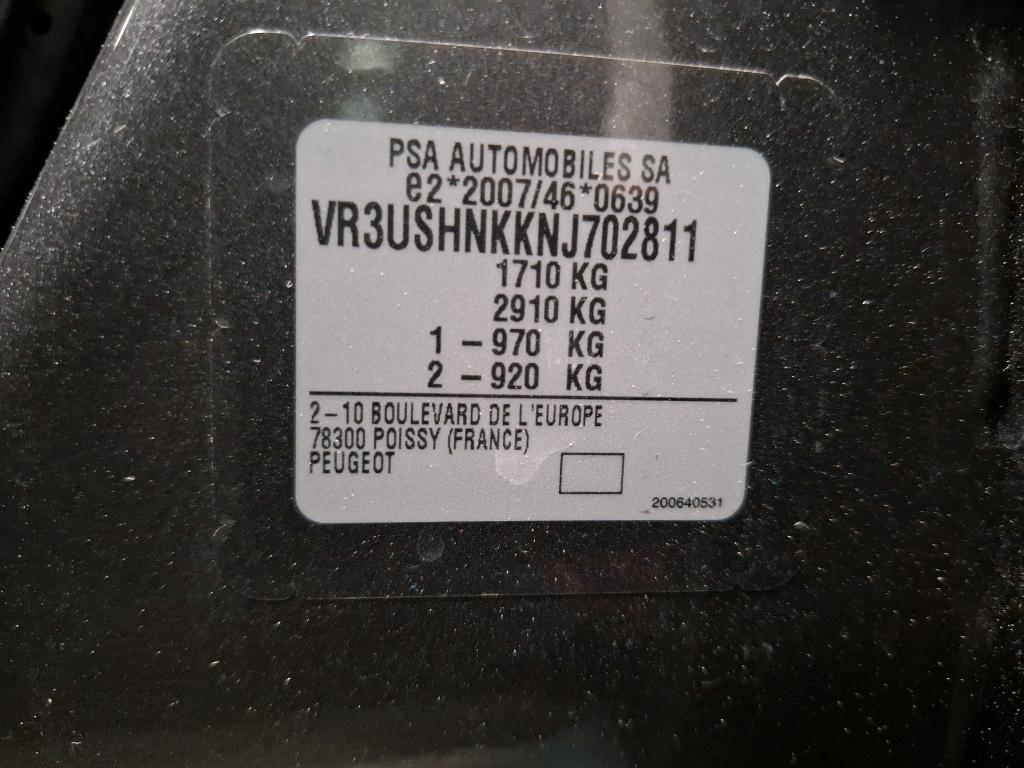 PSA AUTOMOBILES SA
e2*2007/46*0639
VR3USHNKKNJ702811
1710 KG
2910 KG
1 - 970 KG
2 - 920 KG
2-10 BOULEVARD DE L'EUROPE
78300 POISSY (FRANCE)
PEUGEOT
200640531